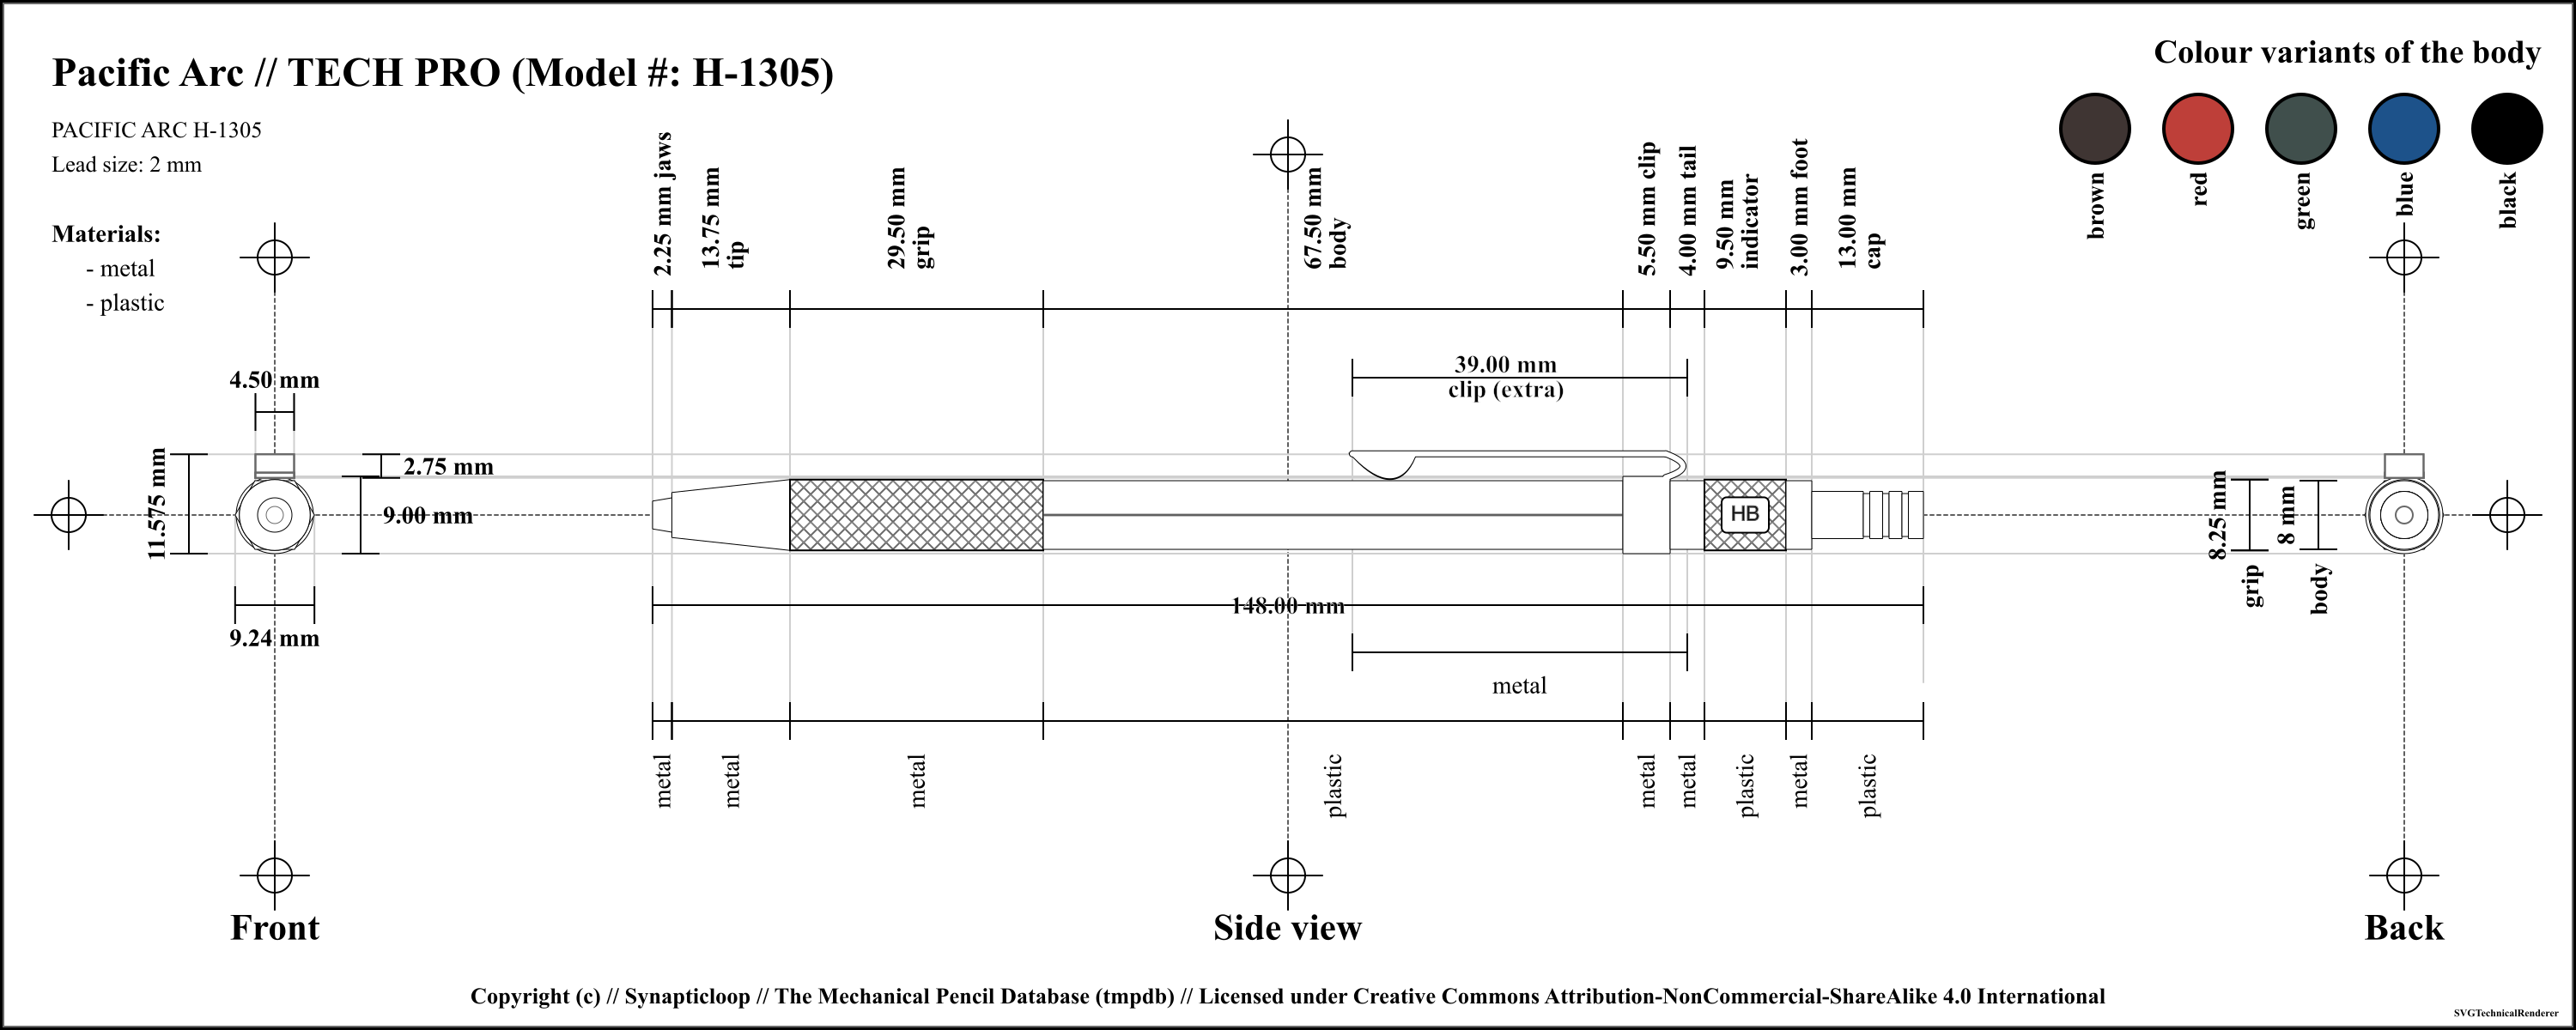 Pacific Arc // TECH PRO (Model #: H-1305)
PACIFIC ARC H-1305
Lead size: 2 mm
Materials:
- metal
- plastic
Colour variants of the body
brown
red
green
blue
black
2.25 mm jaws
13.75 mm
tip
29.50 mm
grip
67.50 mm
body
5.50 mm clip
4.00 mm tail
9.50 mm
indicator
3.00 mm foot
13.00 mm
cap
39.00 mm
clip (extra)
4.50 mm
11.575 mm
2.75 mm
9.00 mm
9.24 mm
HB
148.00 mm
8.25 mm
grip
8 mm
body
metal
metal
metal
metal
plastic
metal
metal
plastic
metal
plastic
Front
Side view
Back
Copyright (c) // Synapticloop // The Mechanical Pencil Database (tmpdb) // Licensed under Creative Commons Attribution-NonCommercial-ShareAlike 4.0 International
SVGTechnicalRenderer